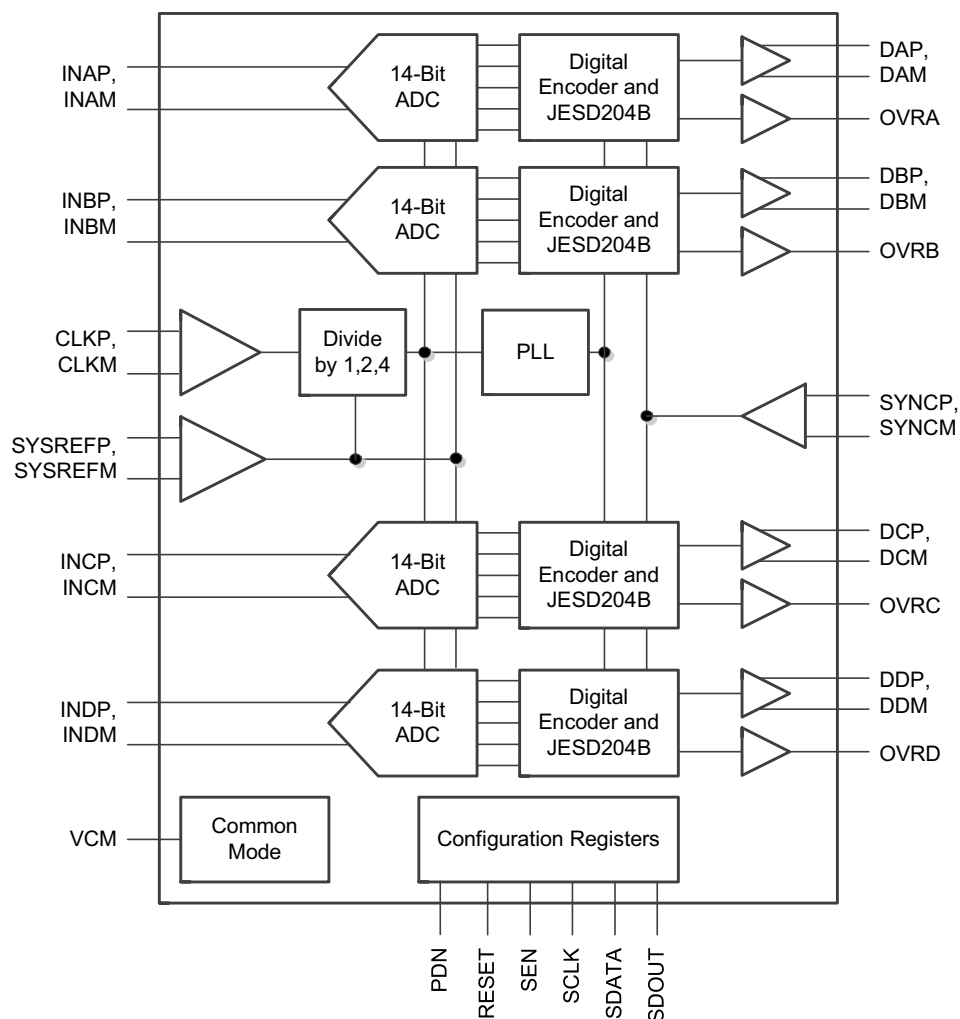 INAP,
INAM
14-Bit
ADC
Digital
Encoder and
JESD204B
DAP,
DAM
OVRA
INBP,
INBM
14-Bit
ADC
Digital
Encoder and
JESD204B
DBP,
DBM
OVRB
CLKP,
CLKM
Divide
by 1,2,4
PLL
SYNCP,
SYNCM
SYSREFP,
SYSREFM
INCP,
INCM
14-Bit
ADC
Digital
Encoder and
JESD204B
DCP,
DCM
OVRC
INDP,
INDM
14-Bit
ADC
Digital
Encoder and
JESD204B
DDP,
DDM
OVRD
VCM
Common
Mode
Configuration Registers
PDN
RESET
SEN
SCLK
SDATA
SDOUT